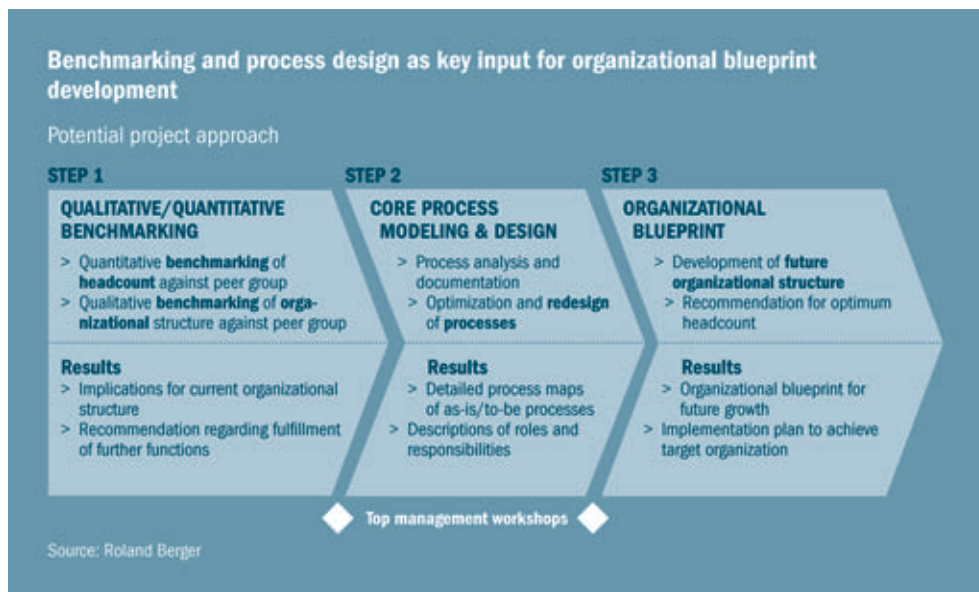 Benchmarking and process design as key input for organizational blueprint
development
Potential project approach
STEP 1
QUALITATIVE/QUANTITATIVE
BENCHMARKING
> Quantitative benchmarking of
headcount against peer group
> Qualitative benchmarking of orga-
nizational structure against peer group
Results
> Implications for current organizational
structure
> Recommendation regarding fulfillment
of further functions
STEP 2
CORE PROCESS
MODELING & DESIGN
> Process analysis and
documentation
> Optimization and redesign
of processes
Results
> Detailed process maps
of as-is/to-be processes
> Descriptions of roles and
responsibilities
STEP 3
ORGANIZATIONAL
BLUEPRINT
> Development of future
organizational structure
> Recommendation for optimum
headcount
Results
> Organizational blueprint for
future growth
> Implementation plan to achieve
target organization
Top management workshops
Source: Roland Berger